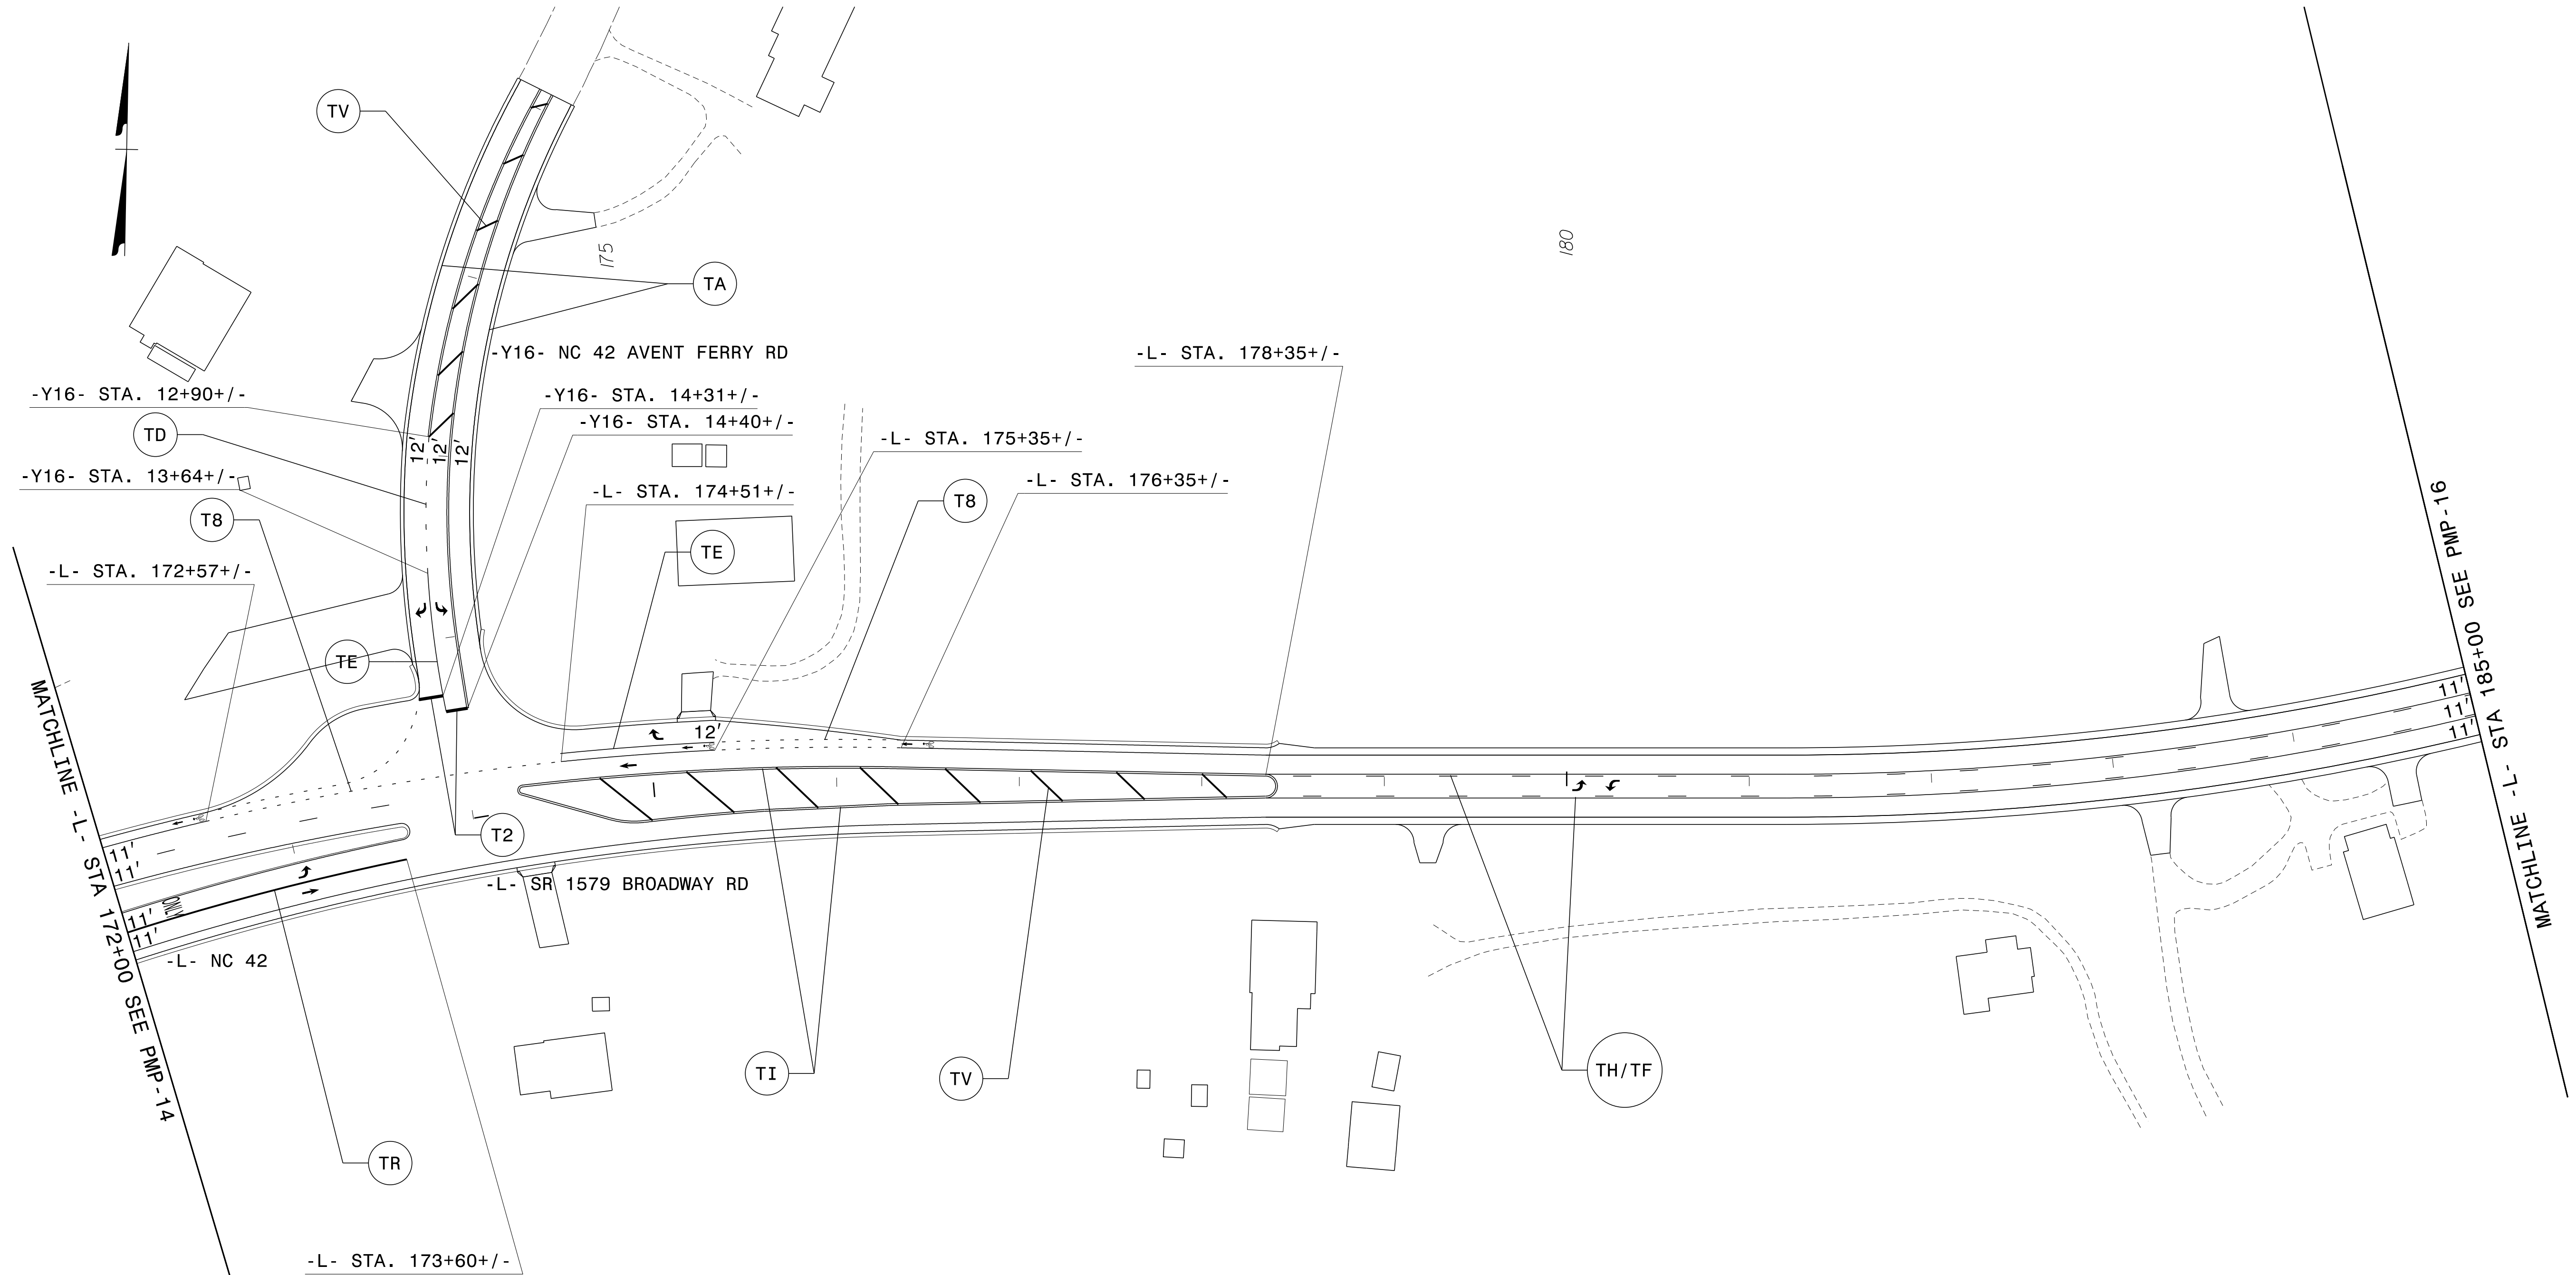 TV
175
180
TA
-Y16- NC 42 AVENT FERRY RD
-L- STA. 178+35+/-
-Y16- STA. 12+90+/-
-Y16- STA. 14+31+/-
-Y16- STA. 14+40+/-
TD
12'
12'
12'
-L- STA. 175+35+/-
-Y16- STA. 13+64+/-
-L- STA. 174+51+/-
-L- STA. 176+35+/-
T8
T8
TE
-L- STA. 172+57+/-
TE
12'
MATCHLINE -L- STA 185+00 SEE PMP-16
11'
11'
11'
T2
11'
11'
11'
11'
ONLY
-L- SR 1579 BROADWAY RD
-L- NC 42
MATCHLINE -L- STA 172+00 SEE PMP-14
TI
TV
TH/TF
TR
-L- STA. 173+60+/-